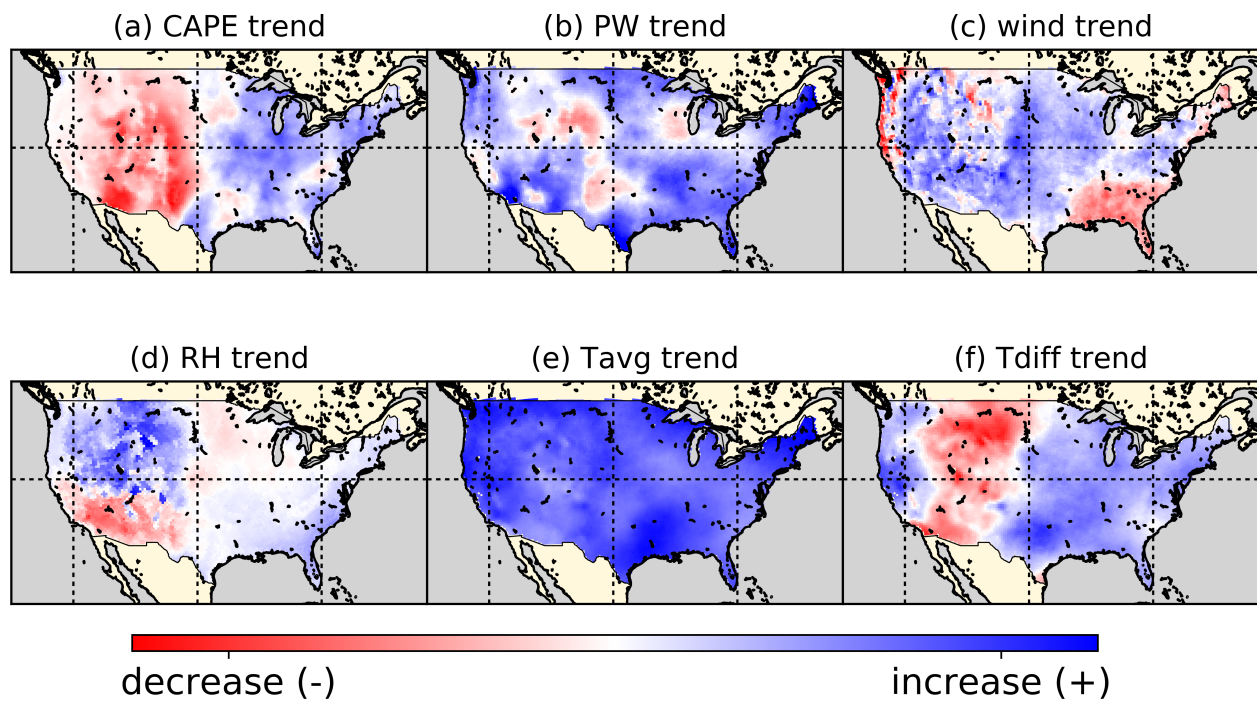 (a) CAPE trend
(b) PW trend
(c) wind trend
(d) RH trend
(e) Tavg trend
(f) Tdiff trend
decrease (-)
increase (+)